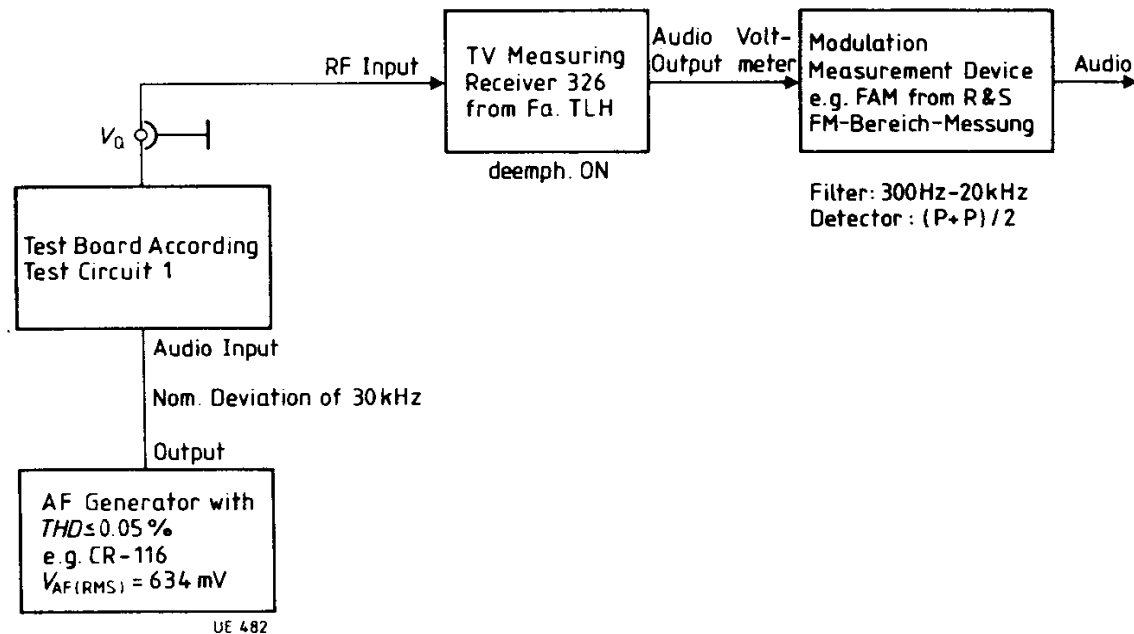 RF Input
TV Measuring
Receiver 326
from Fa. TLH
deemph. ON
Audio
Output
Volt-
meter
Modulation
Measurement Device
e.g. FAM from R&S
FM-Bereich-Messung
Audio
Filter: 300Hz-20kHz
Detector: (P+P)/2
VQ
Test Board According
Test Circuit 1
Audio Input
Nom. Deviation of 30kHz
Output
AF Generator with
THD≤0.05%
e.g. CR-116
VAF(RMS) = 634 mV
UE 482